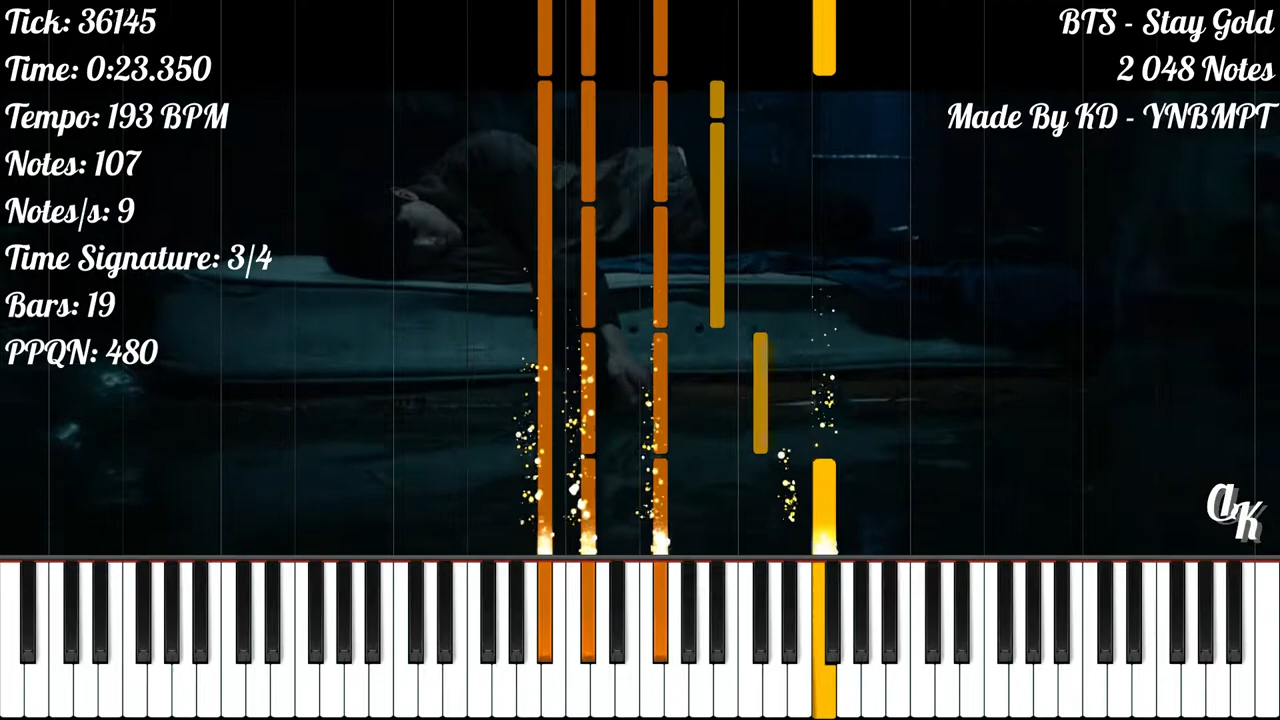 Tick: 36145
Time: 0:23.350
Tempo: 193 BPM
Notes: 107
Notes/s: 9
Time Signature: 3/4
Bars: 19
PPQN: 480
BTS - Stay Gold
2 048 Notes
Made By KD - YNBMPT